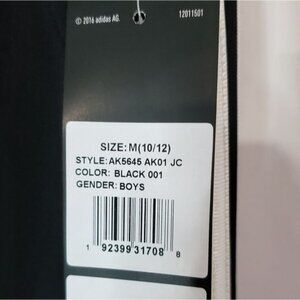 © 2016 adidas AG. 12011501
SIZE: M(10/12)
STYLE: AK5645 AK01 JC
COLOR: BLACK 001
GENDER: BOYS
1 92399 31708 8